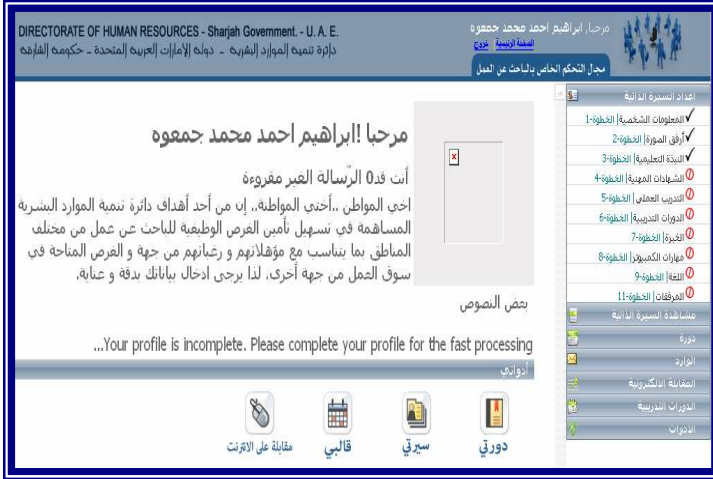 DIRECTORATE OF HUMAN RESOURCES - Sharjah Government. - U. A. E.
دائرة تنميه الموارد البشريه - دوله الإمارات العربيه المتحدة - حكومه الشارقه
مرحبا, ابراهيم احمد محمد جمعوه
الصفحة الرئيسية | خروج
مجال التحكم الخاص بالباحث عن العمل
اعداد السيرة الذاتية
المعلومات الشخصية| الخطوة-1
أرفق الصورة| الخطوة-2
النبذة التعليمية| الخطوة-3
الشهادات المهنية| الخطوة-4
التدريب العملي| الخطوة-5
الدورات التدريبية| الخطوة-6
الخبرة| الخطوة-7
مهارات الكمبيوتر| الخطوة-8
اللغة| الخطوة-9
المرفقات| الخطوة-11
مشاهدة السيرة الذاتية
دورة
الوارد
المقابلة الالكترونية
الدورات التدريبية
الادوات
مرحبا !ابراهيم احمد محمد جمعوه
أنت قد0 الرّسالة الغير مقروءة
اخي المواطن ..أختي المواطنة,. إن من أحد أهداف دائرة تنمية الموارد البشرية
المساهمة في تسهيل تأمين الفرص الوظيفية للباحث عن عمل من مختلف
المناطق بما يتناسب مع مؤهلاتهم و رغباتهم من جهة و الفرص المتاحة في
سوق العمل من جهة أخرى, لذا يرجى ادخال بياناتك بدقة و عناية.
بعض النصوص
...Your profile is incomplete. Please complete your profile for the fast processing
أدواتي
دورتي
سيرتي
قالبي
مقابلة على الانترنت